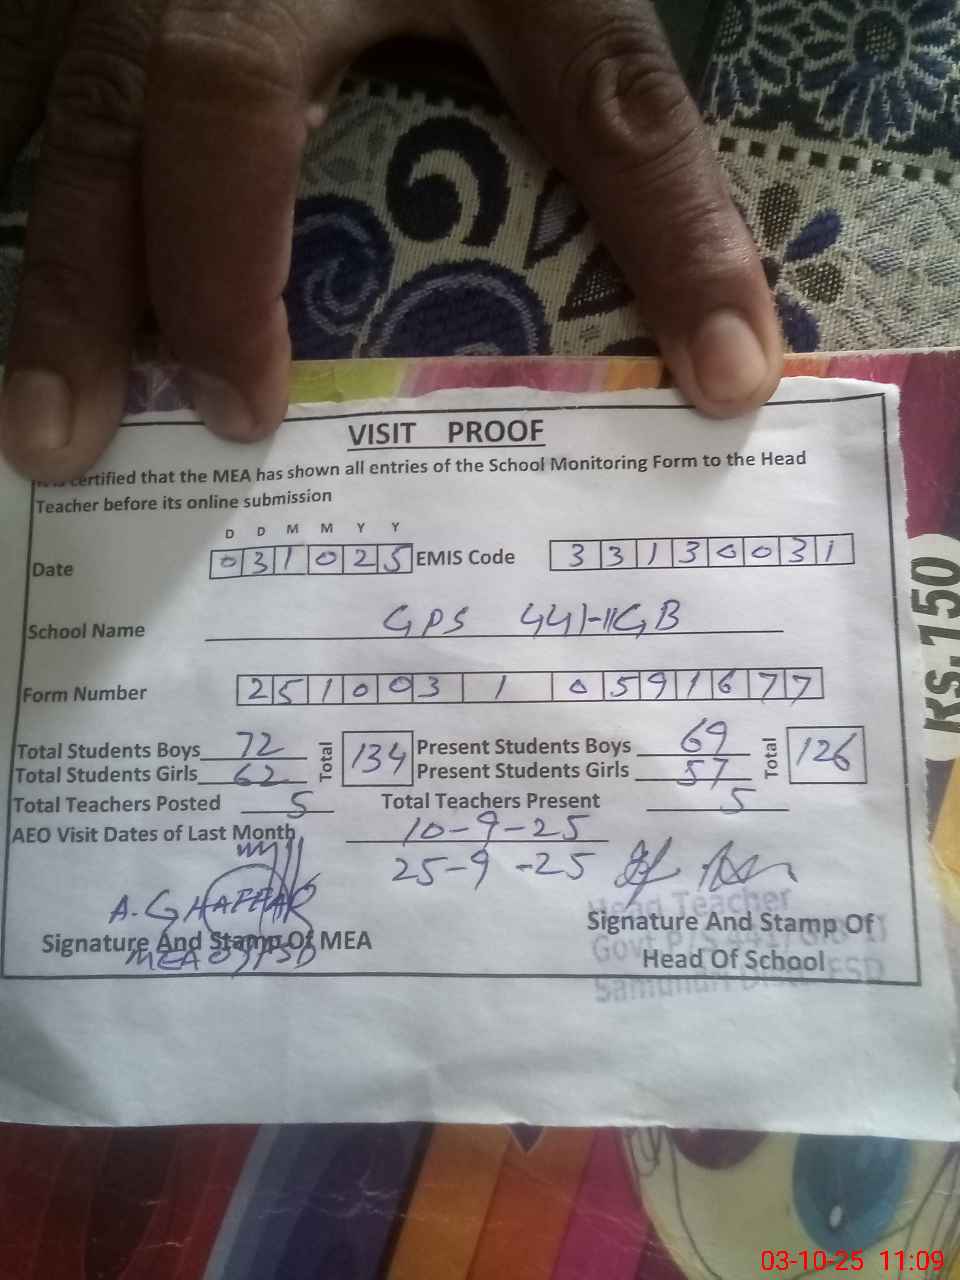 VISIT PROOF
certified that the MEA has shown all entries of the School Monitoring Form to the Head
Teacher before its online submission
D D M M Y Y
Date 0 3 1 0 2 5 EMIS Code 3 3 1 3 0 0 3 1
School Name GPS 441-IIGB
Form Number 2 5 1 0 0 3 1 0 5 9 1 6 7 7
Total Students Boys 72 Total 134 Present Students Boys 69 Total 126
Total Students Girls 62 Present Students Girls 57
Total Teachers Posted 5 Total Teachers Present 5
AEO Visit Dates of Last Month 10-9-25
25-9-25
A. GHAFFAR
Head Teacher
Signature And Stamp Of MEA Signature And Stamp Of
Govt
MEA FSD Head Of School
FSD
Rs.150
03-10-25 11:09